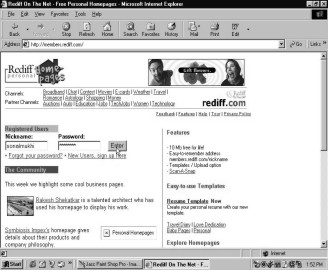 Rediff On The Net - Free Personal Homepages - Microsoft Internet Explorer
File Edit View Favorites Tools Help
Back Forward Stop Refresh Home Search Favorites History Mail Print Edit
Address http://members.rediff.com/ Go Links »
Rediff home
personal pages
Gift Banners.
Channels: Broadband | Chat | Contest | Movies | E-cards | Weather | Travel |
Romance | Astrology | Shopping | Money
Partner Channels: Auctions | Auto | Education | Jobs | TechJobs | Women | Technology
rediff.com
Feedback | Features | Help | Tour | Privacy Policy
Registered Users
Nickname: Password:
sonalmukhi ******** Enter
• Forgot your password? • New Users, sign up here
The Community
This week we highlight some cool business pages.
Rakesh Shekatkar is a talented architect who has
used his homepage to display his work.
Symbiosis Impex's homepage gives
details about their products and
company philosophy
Personal Homepages
Features
- 10 Mb free for life!
- Easy-to-remember address
members.rediff.com/nickname
- Templates / Upload option
- Scan-A-Snap
Easy-to-use Templates
Resume Template New
Create your personal resume with our new
template.
Travel Diary | Love Dedication
Baby Pages | Personal
Explore Homepages
Internet
Start Jasc Paint Shop Pro - Ima... Rediff On The Net - F... 1:52 PM